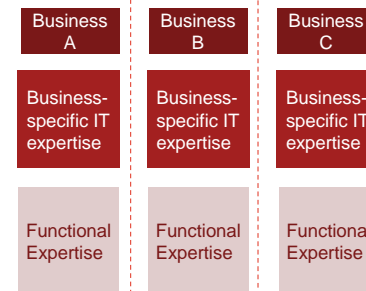 Business
A
Business
B
Business
C
Business-
specific IT
expertise
Business-
specific IT
expertise
Business-
specific IT
expertise
Functional
Expertise
Functional
Expertise
Functiona
Expertise